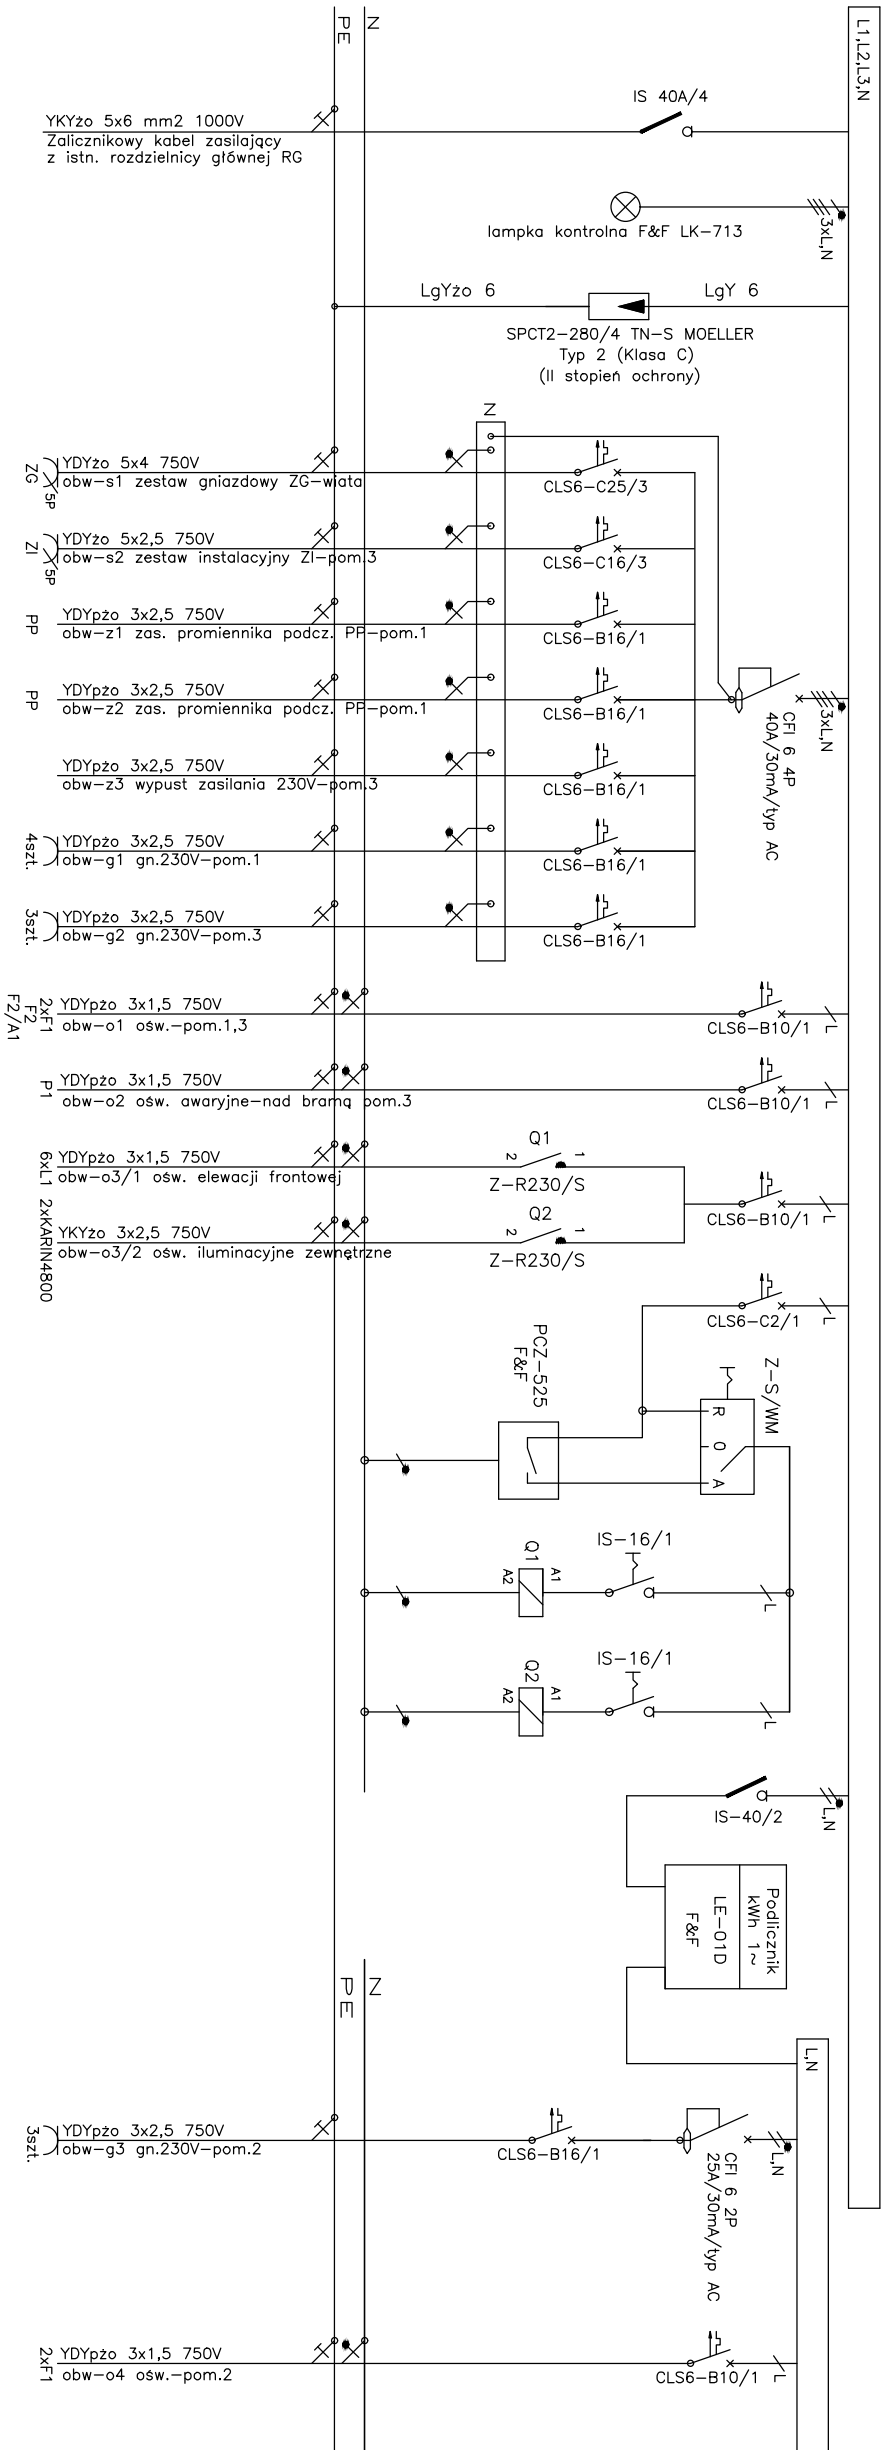 N
PE
L1,L2,L3,N
IS 40A/4
YKYżo 5x6 mm2 1000V
Zalicznikowy kabel zasilający
z istn. rozdzielnicy głównej RG
3xL,N
lampka kontrolna F&F LK-713
LgYżo 6
LgY 6
SPCT2-280/4 TN-S MOELLER
Typ 2 (Klasa C)
(II stopień ochrony)
N
ZG
5P
YDYżo 5x4 750V
obw-s1 zestaw gniazdowy ZG-wiata
CLS6-C25/3
ZI
5P
YDYżo 5x2,5 750V
obw-s2 zestaw instalacyjny ZI-pom.3
CLS6-C16/3
PP
YDYpżo 3x2,5 750V
obw-z1 zas. promiennika podcz. PP-pom.1
CLS6-B16/1
PP
YDYpżo 3x2,5 750V
obw-z2 zas. promiennika podcz. PP-pom.1
CLS6-B16/1
3xL,N
CFI 6 4P
40A/30mA/typ AC
YDYpżo 3x2,5 750V
obw-z3 wypust zasilania 230V-pom.3
CLS6-B16/1
4szt.
YDYpżo 3x2,5 750V
obw-g1 gn.230V-pom.1
CLS6-B16/1
3szt.
YDYpżo 3x2,5 750V
obw-g2 gn.230V-pom.3
CLS6-B16/1
2xF1
F2
F2/A1
YDYpżo 3x1,5 750V
obw-o1 ośw.-pom.1,3
CLS6-B10/1
L
P1
YDYpżo 3x1,5 750V
obw-o2 ośw. awaryjne-nad bramą pom.3
CLS6-B10/1
L
6xL1
YDYpżo 3x1,5 750V
obw-o3/1 ośw. elewacji frontowej
Q1
2
1
Z-R230/S
CLS6-B10/1
L
2xKARIN4800
YKYżo 3x2,5 750V
obw-o3/2 ośw. iluminacyjne zewnętrzne
Q2
2
1
Z-R230/S
CLS6-C2/1
L
PCZ-525
F&F
Z-S/WM
R
O
A
IS-16/1
Q1
A2
A1
L
IS-16/1
Q2
A2
A1
L
IS-40/2
L,N
Podlicznik
kWh 1~
LE-01D
F&F
N
PE
L,N
3szt.
YDYpżo 3x2,5 750V
obw-g3 gn.230V-pom.2
CLS6-B16/1
L,N
CFI 6 2P
25A/30mA/typ AC
2xF1
YDYpżo 3x1,5 750V
obw-o4 ośw.-pom.2
CLS6-B10/1
L